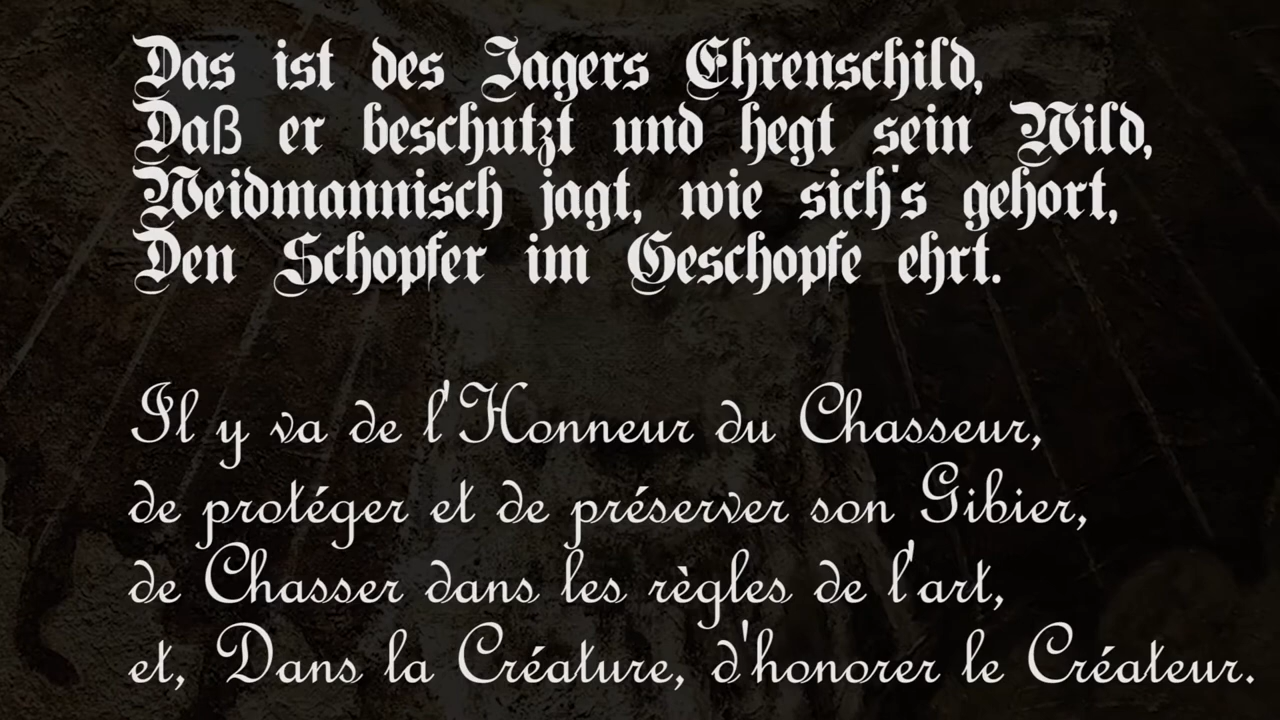 Das ist des Jagers Ehrenschild,
Daß er beschutzt und hegt sein Wild,
Weidmannisch jagt, wie sich's gehort,
Den Schopfer im Geschopfe ehrt.
Il y va de l'Honneur du Chasseur,
de protéger et de préserver son Gibier,
de Chasser dans les règles de l'art,
et, Dans la Créature, d'honorer le Créateur.